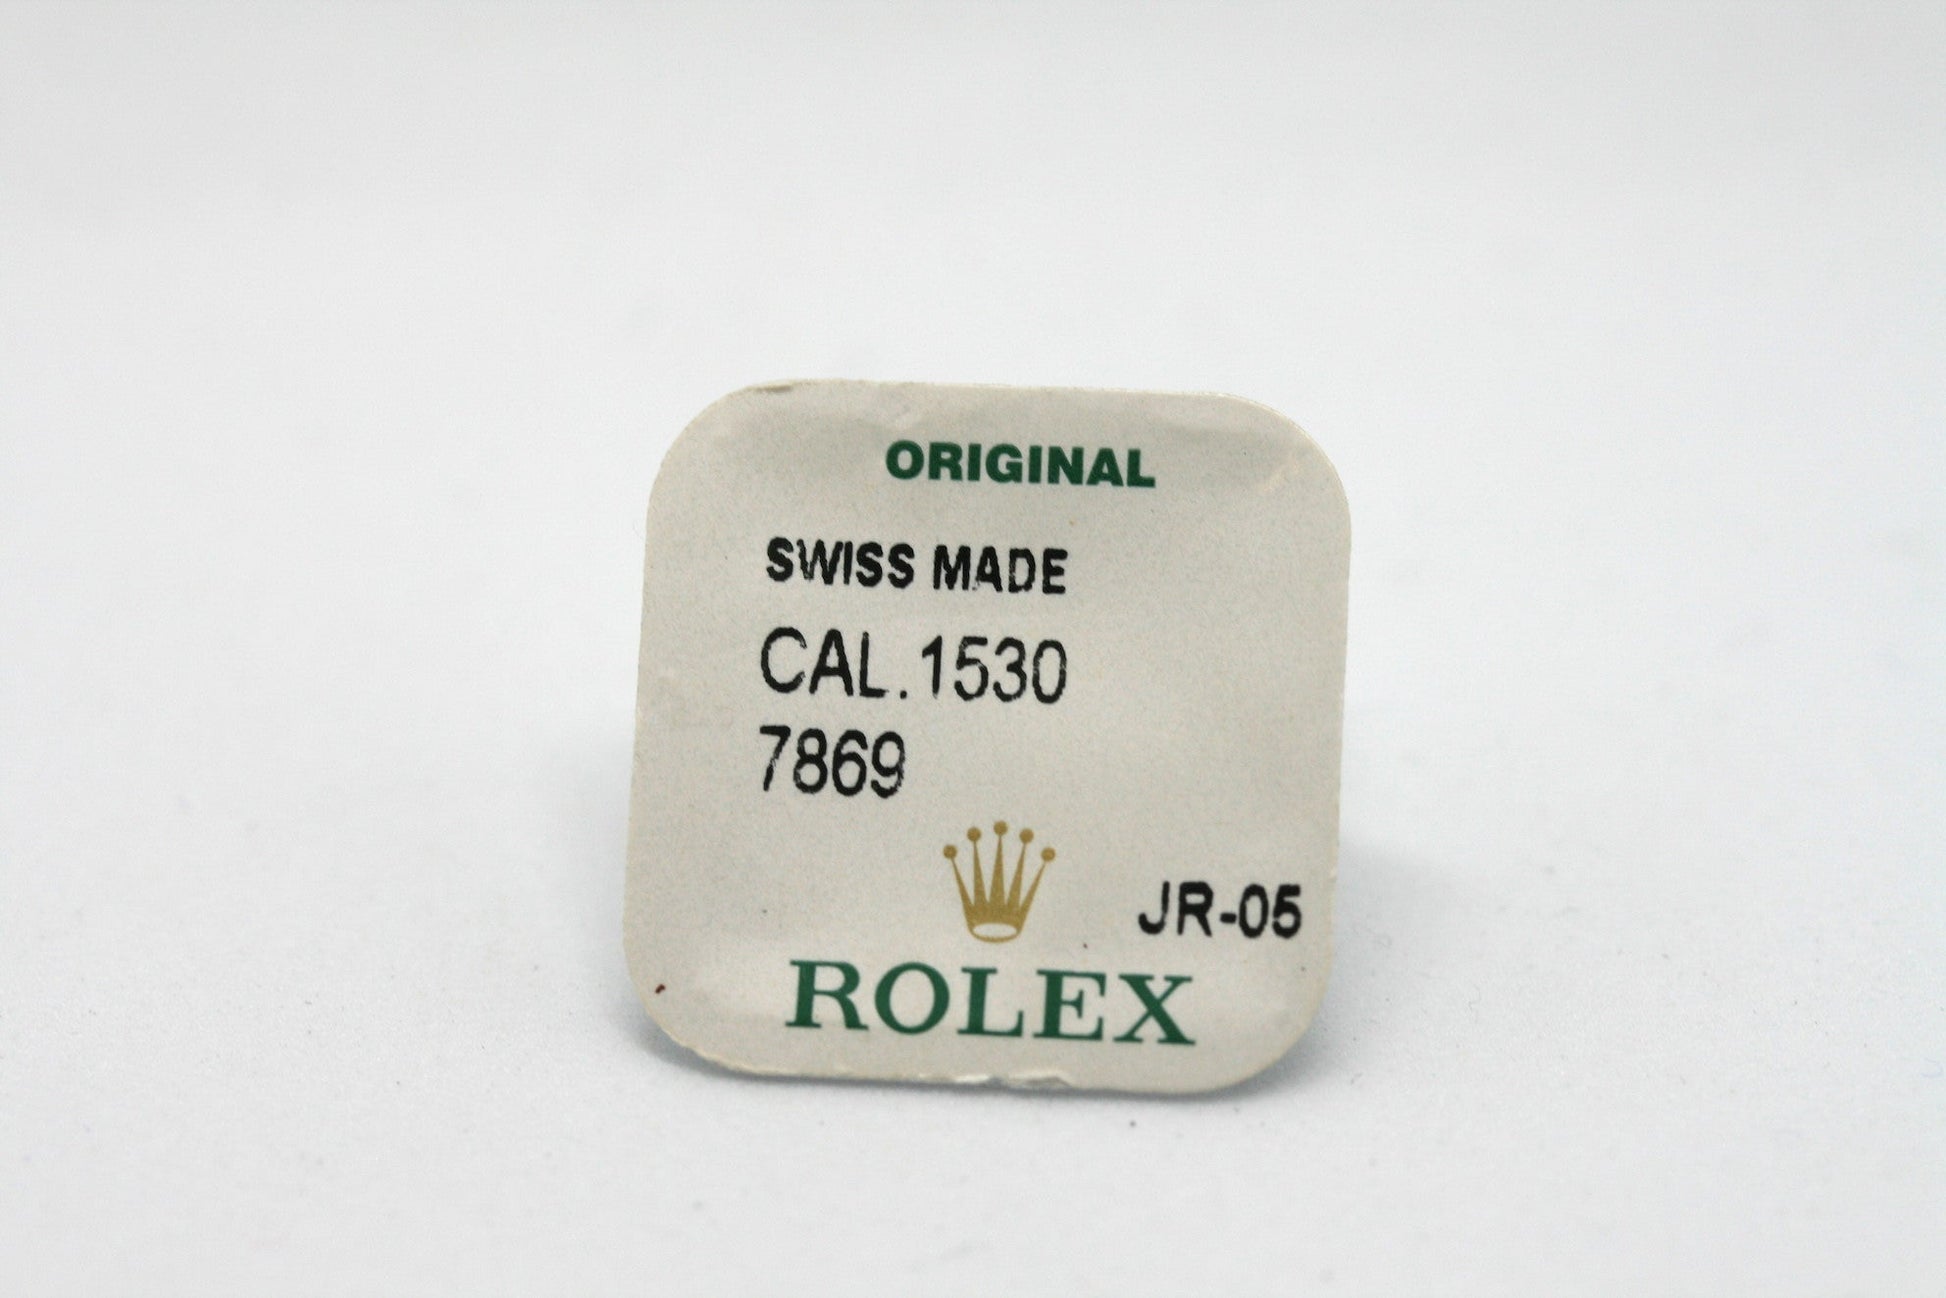 ORIGINAL
SWISS MADE
CAL.1530
7869
JR-05
ROLEX